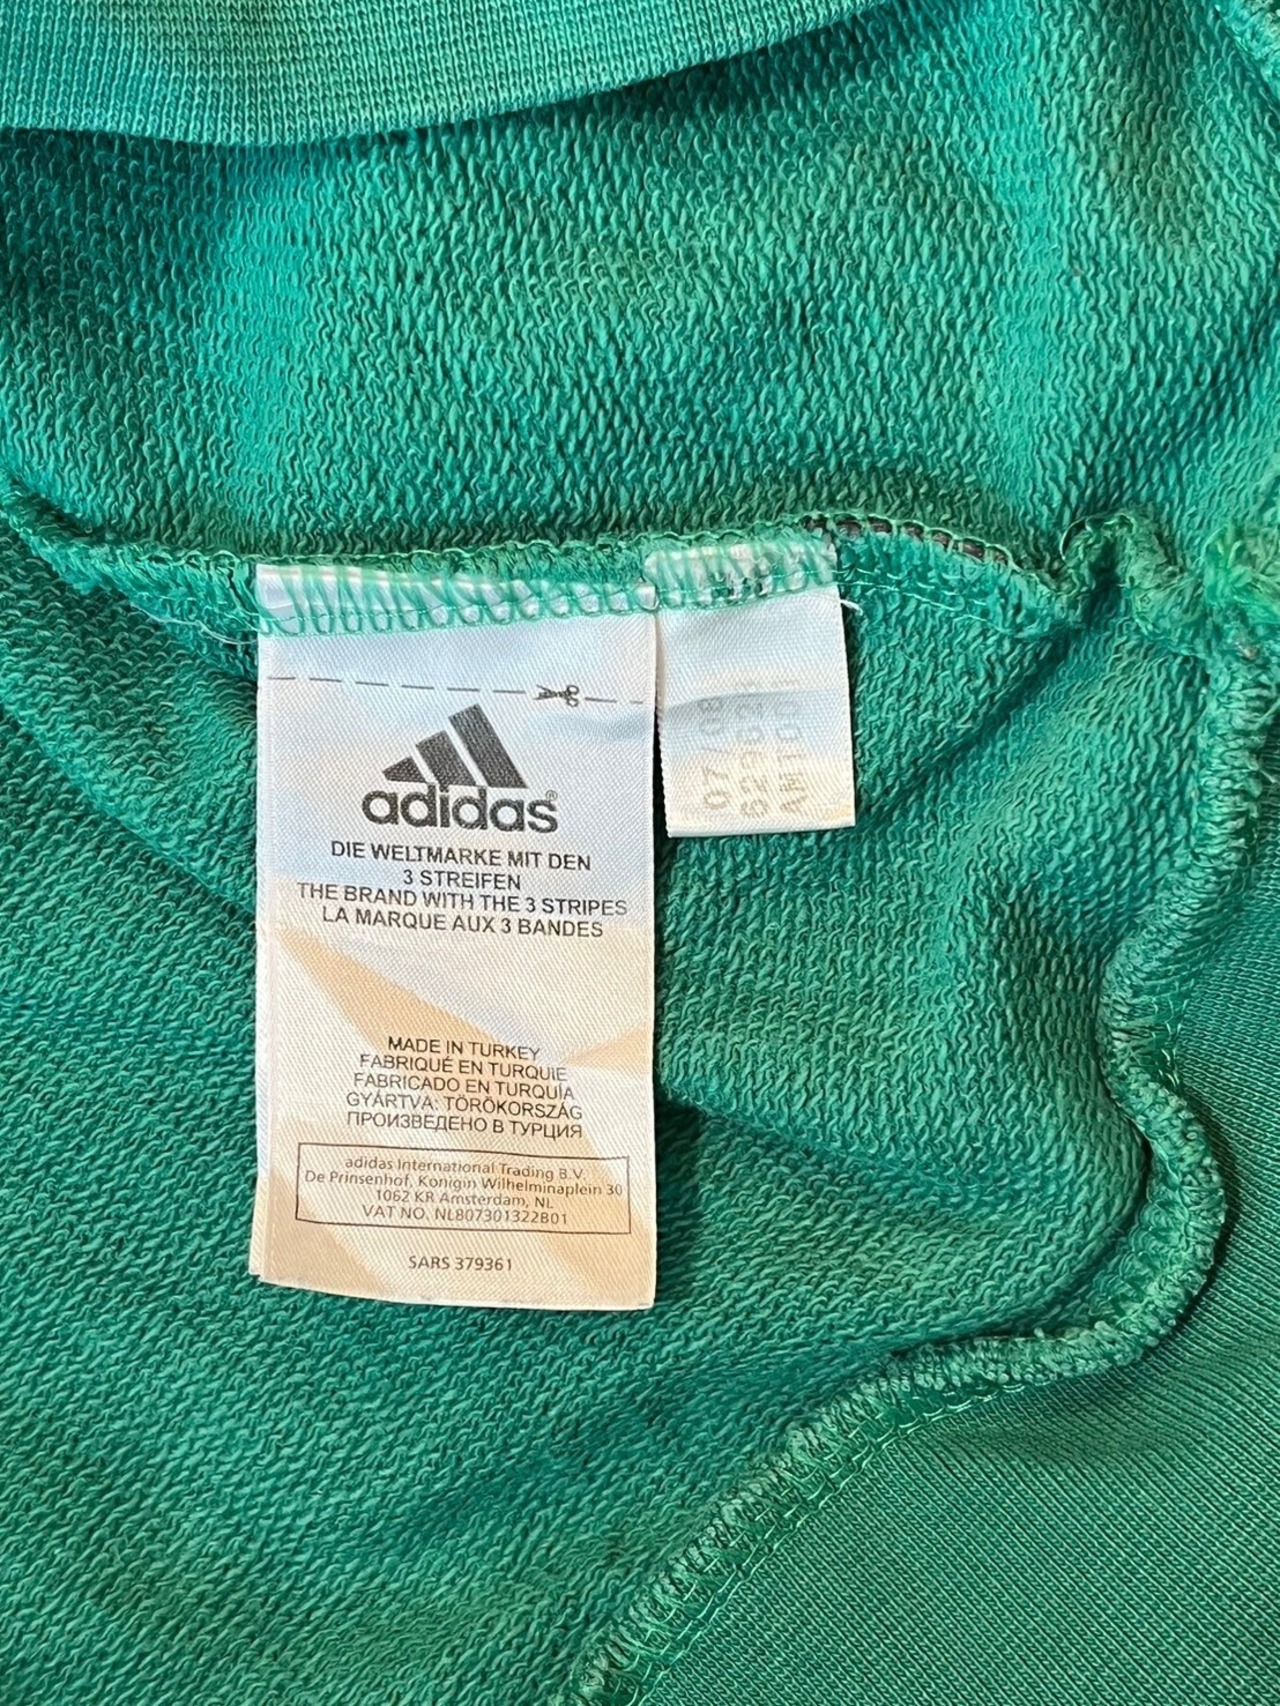 adidas®
DIE WELTMARKE MIT DEN
3 STREIFEN
THE BRAND WITH THE 3 STRIPES
LA MARQUE AUX 3 BANDES
MADE IN TURKEY
FABRIQUÉ EN TURQUIE
FABRICADO EN TURQUÍA
GYÁRTVA: TÖRÖKORSZÁG
ПРОИЗВЕДЕНО В ТУРЦИЯ
adidas International Trading B.V.
De Prinsenhof, Konigin Wilhelminaplein 30
1062 KR Amsterdam, NL
VAT NO. NL807301322B01
SARS 379361
07/08